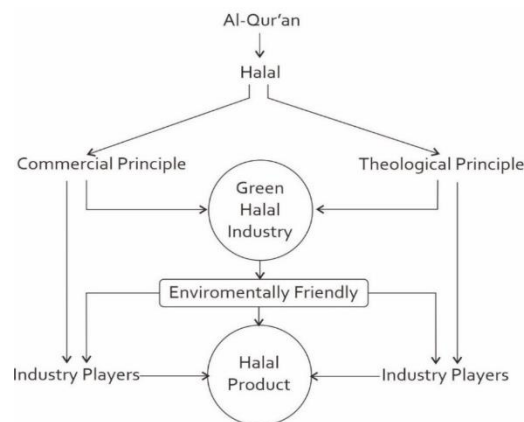 Al-Qur'an
Halal
Commercial Principle
Theological Principle
Green
Halal
Industry
Enviromentally Friendly
Industry Players
Halal
Product
Industry Players